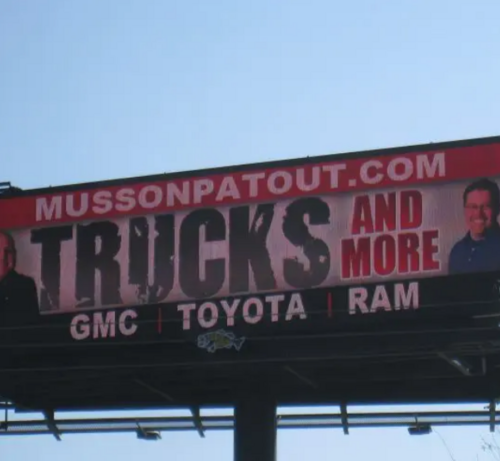 MUSSONPATOUT.COM
TRUCKS AND MORE
GMC | TOYOTA | RAM